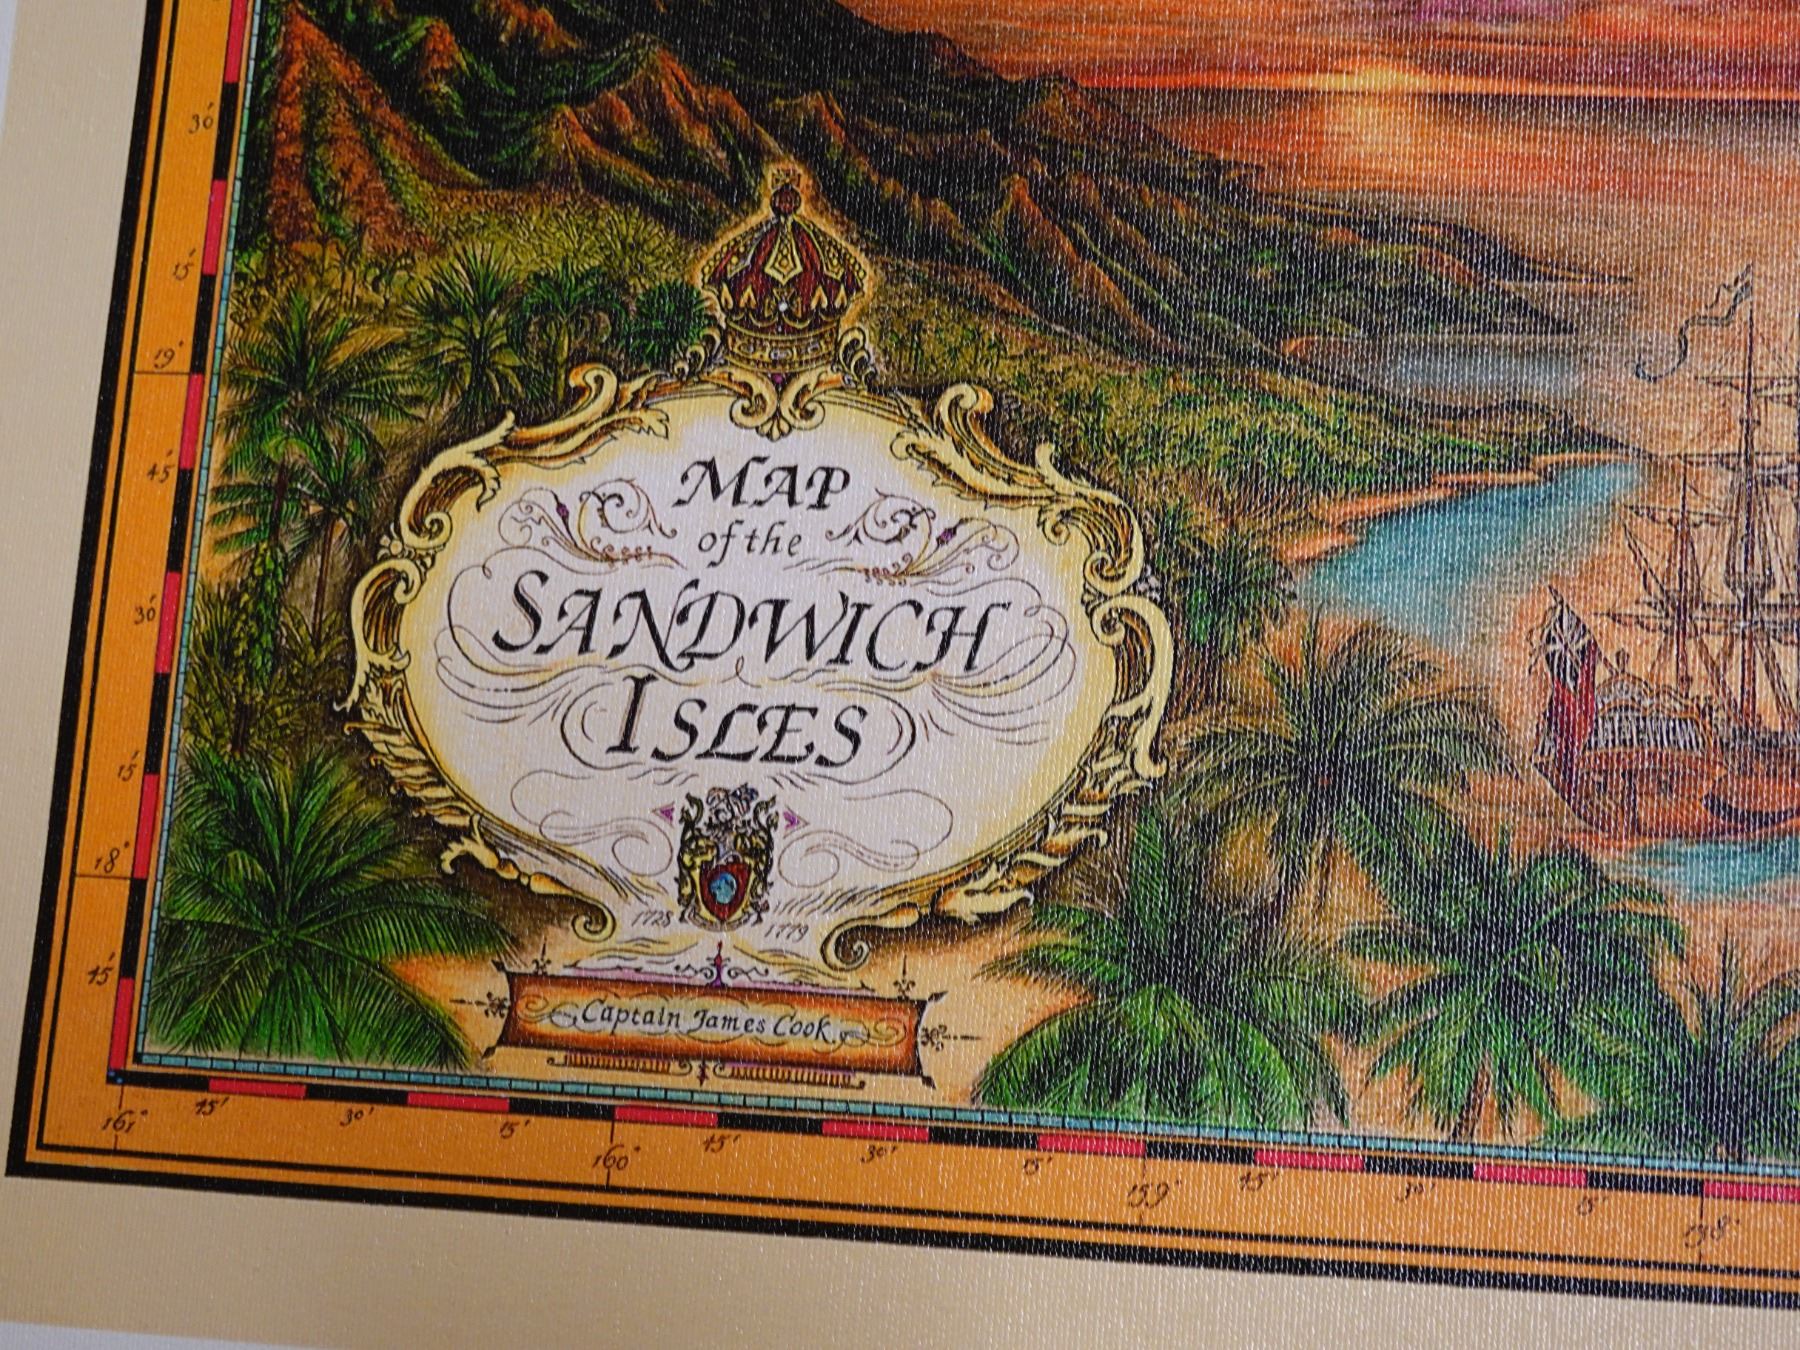 MAP
of the
SANDWICH
ISLES
1728 1779
Captain James Cook.
30'
15'
19°
45'
30'
15'
18°
45'
161° 45' 30' 15' 160° 45' 30' 15' 159° 45' 30' 15' 158°